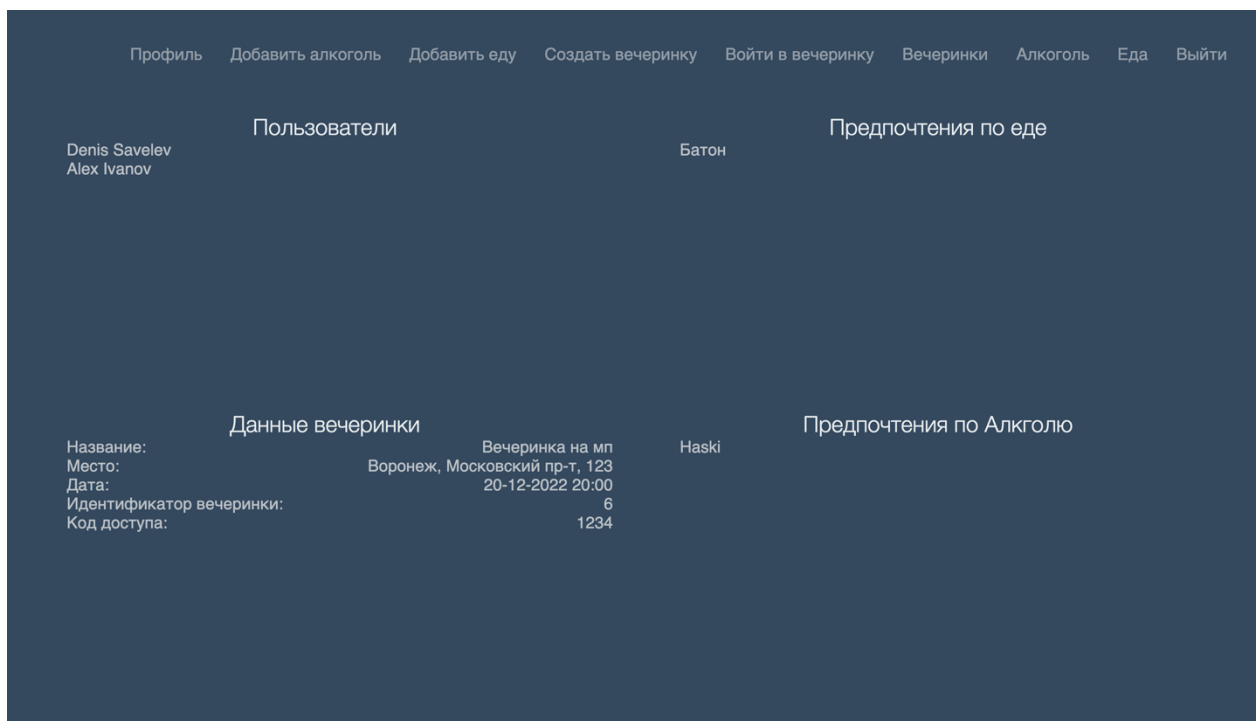 Профиль Добавить алкоголь Добавить еду Создать вечеринку Войти в вечеринку Вечеринки Алкоголь Еда Выйти
Пользователи
Denis Savelev
Alex Ivanov
Предпочтения по еде
Батон
Данные вечеринки
Название: Вечеринка на мп
Место: Воронеж, Московский пр-т, 123
Дата: 20-12-2022 20:00
Идентификатор вечеринки: 6
Код доступа: 1234
Предпочтения по Алкголю
Haski